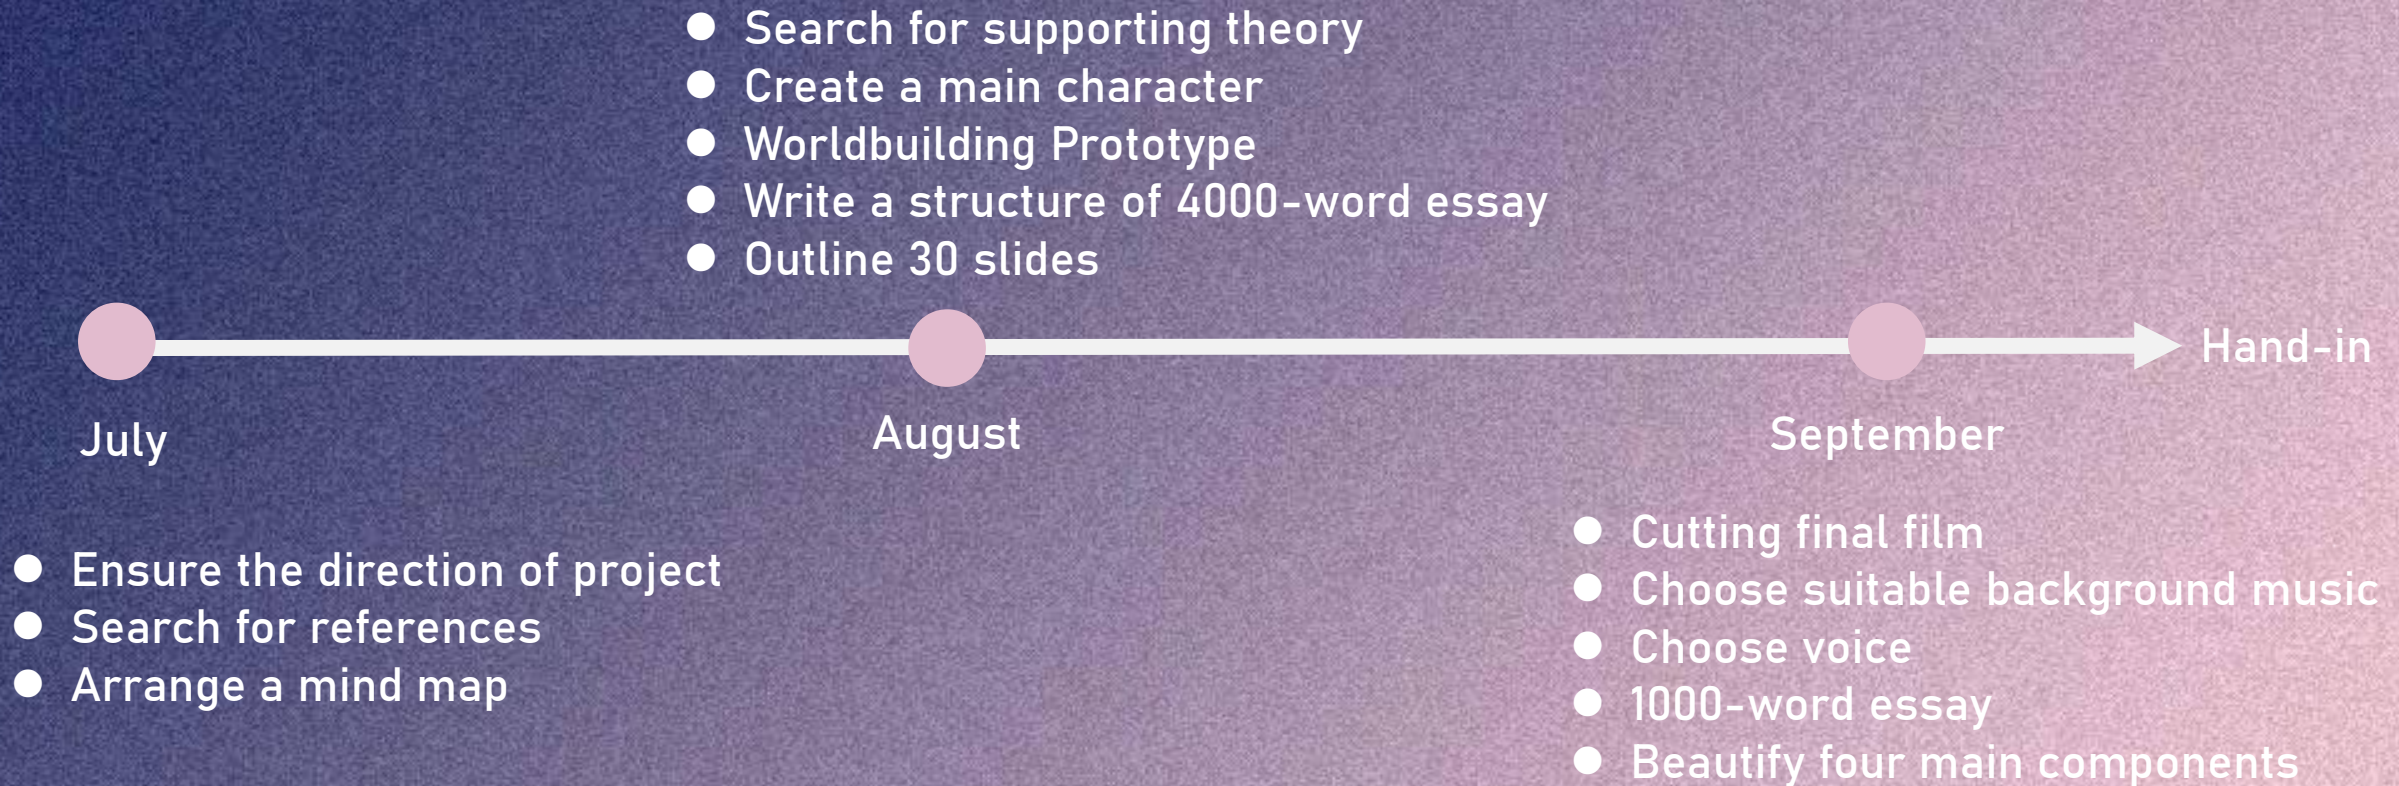 ● Search for supporting theory
● Create a main character
● Worldbuilding Prototype
● Write a structure of 4000-word essay
● Outline 30 slides
Hand-in
July
August
September
● Ensure the direction of project
● Search for references
● Arrange a mind map
● Cutting final film
● Choose suitable background music
● Choose voice
● 1000-word essay
● Beautify four main components